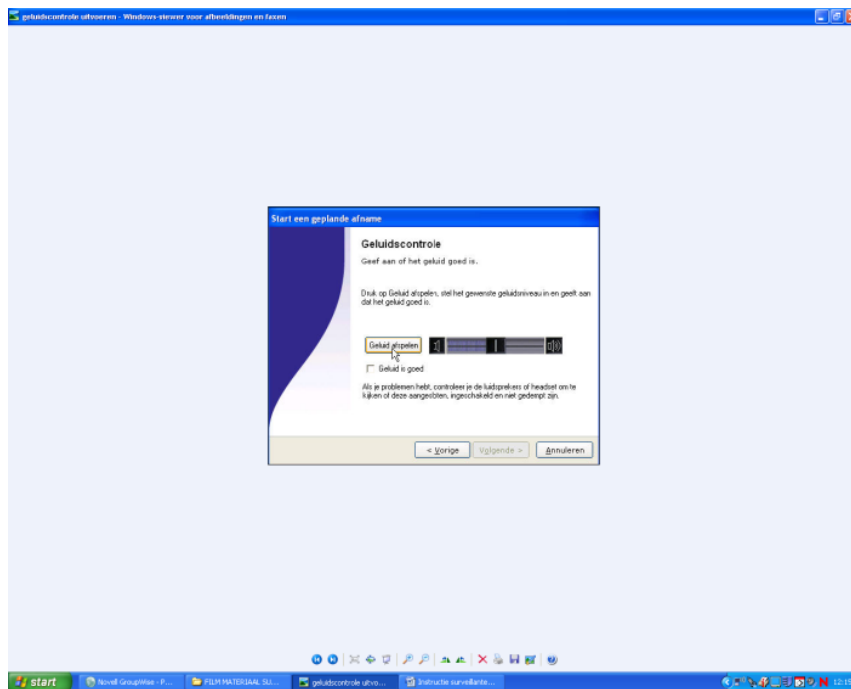 geluidscontrole uitvoeren - Windows-viewer voor afbeeldingen en faxen
Start een geplande afname
Geluidscontrole
Geef aan of het geluid goed is.
Druk op Geluid afspelen, stel het gewenste geluidsniveau in en geeft aan
dat het geluid goed is.
Geluid afspelen
Geluid is goed
Als je problemen hebt, controleer je de luidsprekers of headset om te
kijken of deze aangesloten, ingeschakeld en niet gedempt zijn.
< Vorige
Volgende >
Annuleren
start
Novell GroupWise - P...
FILM MATERIAAL SU...
geluidscontrole uitvo...
Instructie surveillante...
12:15